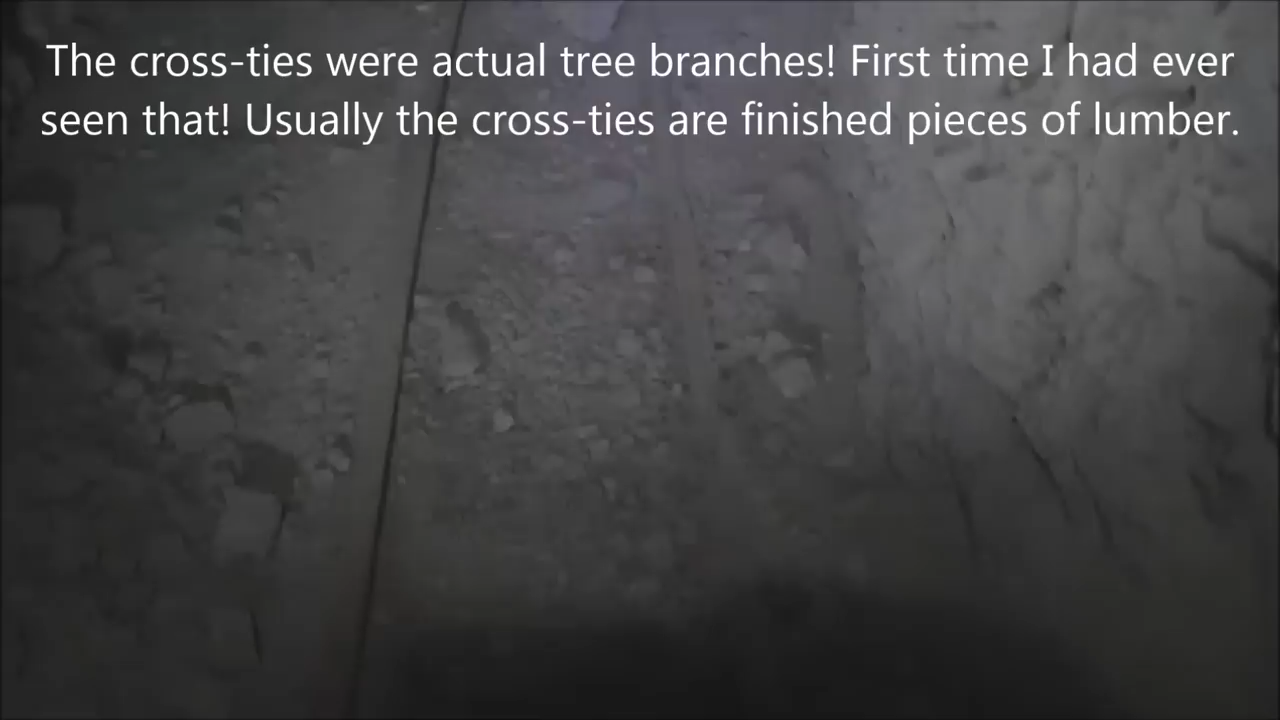 The cross-ties were actual tree branches! First time I had ever
seen that! Usually the cross-ties are finished pieces of lumber.